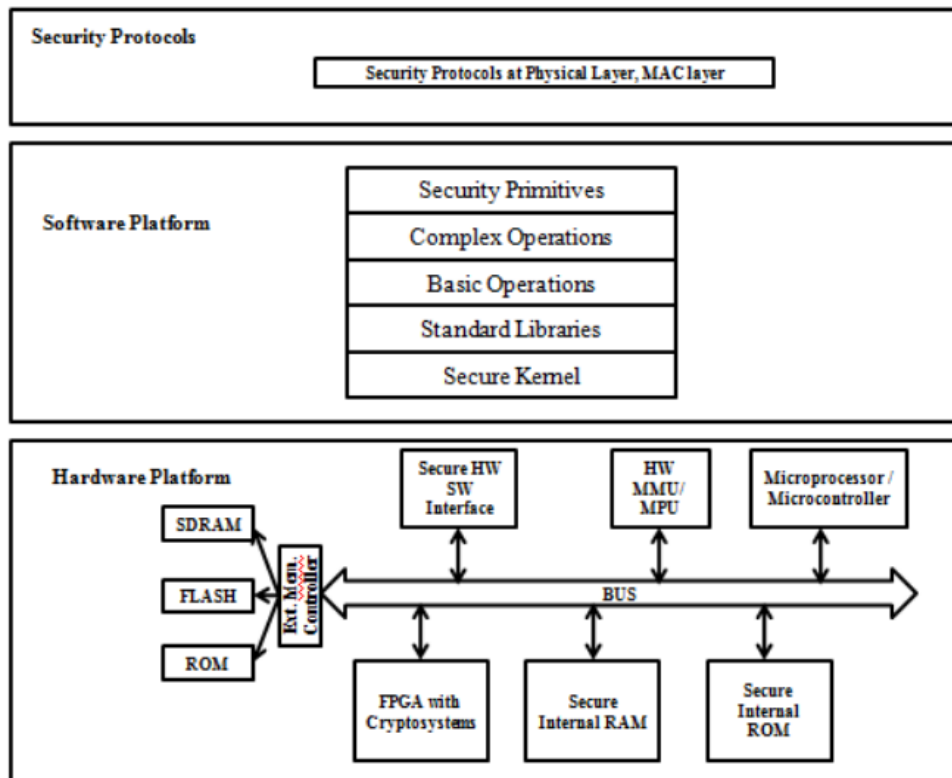 Security Protocols
Security Protocols at Physical Layer, MAC layer
Software Platform
Security Primitives
Complex Operations
Basic Operations
Standard Libraries
Secure Kernel
Hardware Platform
Secure HW
SW
Interface
HW
MMU/
MPU
Microprocessor /
Microcontroller
SDRAM
FLASH
ROM
Ext. Mem.
Controller
BUS
FPGA with
Cryptosystems
Secure
Internal RAM
Secure
Internal
ROM